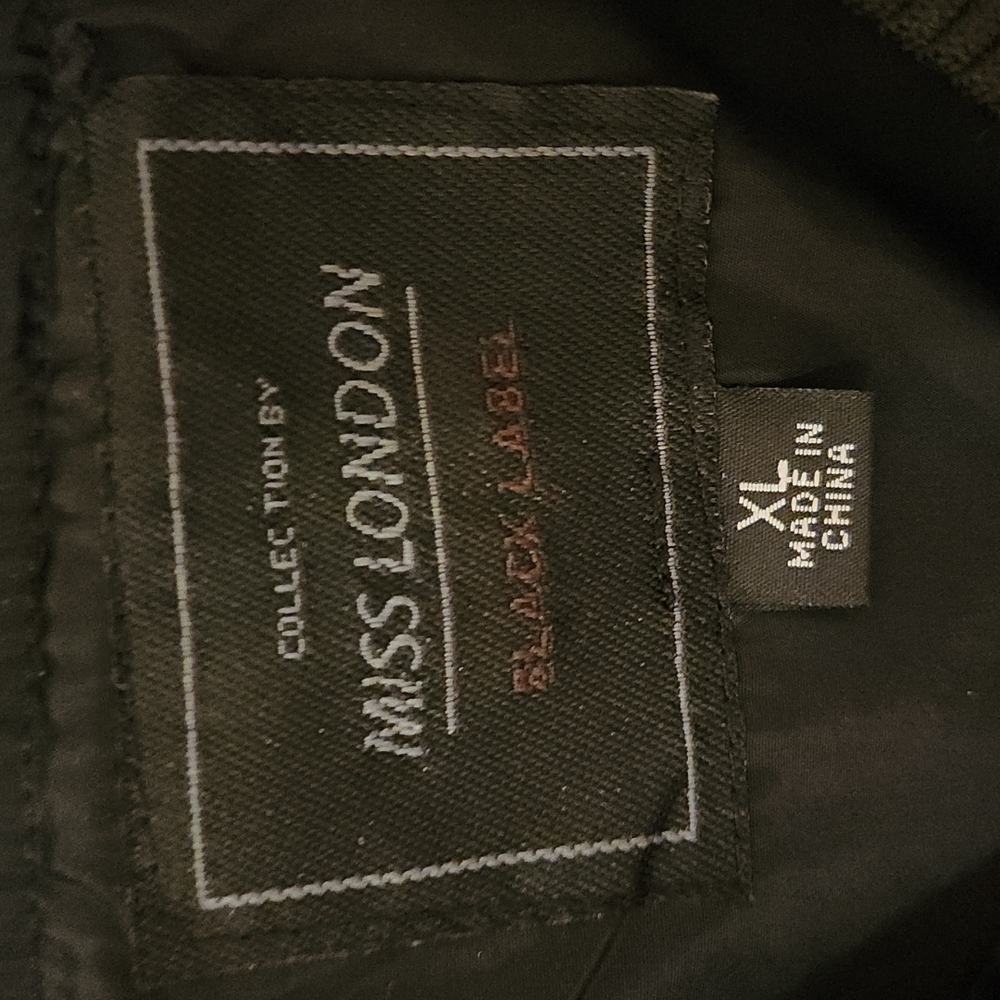 COLLECTION BY
MISS LONDON
BLACK LABEL
XL
MADE IN
CHINA